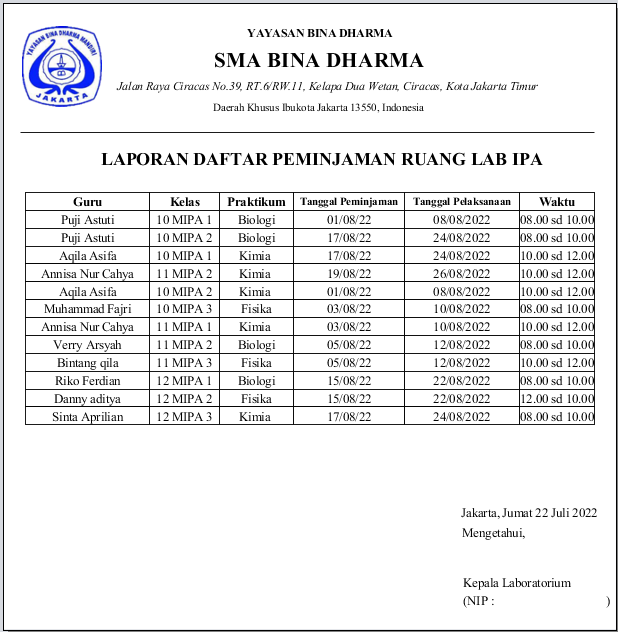 YAYASAN BINA DHARMA MANDIRI
JAKARTA
YAYASAN BINA DHARMA
SMA BINA DHARMA
Jalan Raya Ciracas No.39, RT.6/RW.11, Kelapa Dua Wetan, Ciracas, Kota Jakarta Timur
Daerah Khusus Ibukota Jakarta 13550, Indonesia
LAPORAN DAFTAR PEMINJAMAN RUANG LAB IPA
Guru Kelas Praktikum Tanggal Peminjaman Tanggal Pelaksanaan Waktu
Puji Astuti 10 MIPA 1 Biologi 01/08/22 08/08/2022 08.00 sd 10.00
Puji Astuti 10 MIPA 2 Biologi 17/08/22 24/08/2022 08.00 sd 10.00
Aqila Asifa 10 MIPA 1 Kimia 17/08/22 24/08/2022 10.00 sd 12.00
Annisa Nur Cahya 11 MIPA 2 Kimia 19/08/22 26/08/2022 10.00 sd 12.00
Aqila Asifa 10 MIPA 2 Kimia 01/08/22 08/08/2022 10.00 sd 12.00
Muhammad Fajri 10 MIPA 3 Fisika 03/08/22 10/08/2022 08.00 sd 10.00
Annisa Nur Cahya 11 MIPA 1 Kimia 03/08/22 10/08/2022 10.00 sd 12.00
Verry Arsyah 11 MIPA 2 Biologi 05/08/22 12/08/2022 08.00 sd 10.00
Bintang qila 11 MIPA 3 Fisika 05/08/22 12/08/2022 10.00 sd 12.00
Riko Ferdian 12 MIPA 1 Biologi 15/08/22 22/08/2022 08.00 sd 10.00
Danny aditya 12 MIPA 2 Fisika 15/08/22 22/08/2022 12.00 sd 10.00
Sinta Aprilian 12 MIPA 3 Kimia 17/08/22 24/08/2022 08.00 sd 10.00
Jakarta, Jumat 22 Juli 2022
Mengetahui,
Kepala Laboratorium
(NIP : )